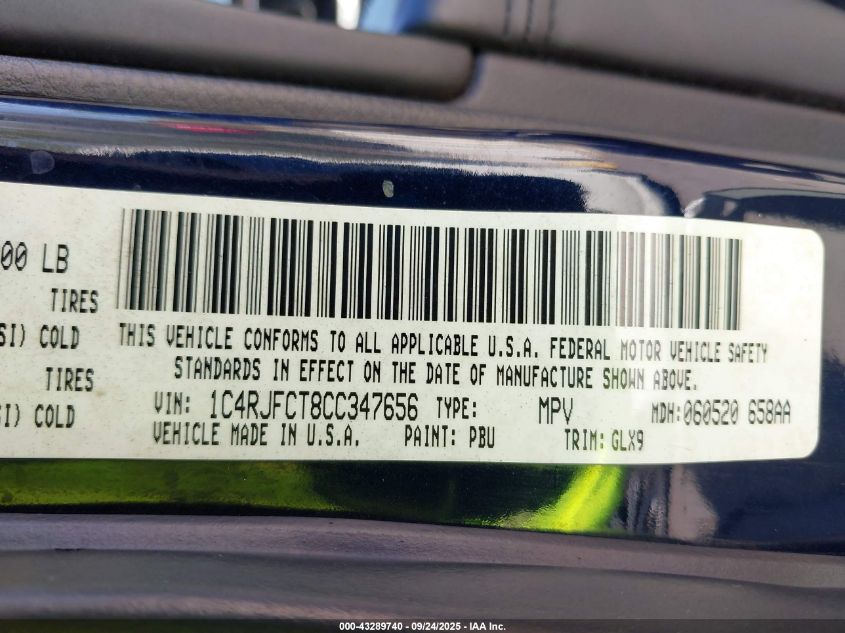 00 LB
TIRES
SI) COLD
TIRES
SI) COLD
THIS VEHICLE CONFORMS TO ALL APPLICABLE U.S.A. FEDERAL MOTOR VEHICLE SAFETY
STANDARDS IN EFFECT ON THE DATE OF MANUFACTURE SHOWN ABOVE.
VIN: 1C4RJFCT8CC347656 TYPE: MPV MDH:060520 658AA
VEHICLE MADE IN U.S.A. PAINT: PBU TRIM: GLX9
000-43289740 - 09/24/2025 - IAA Inc.